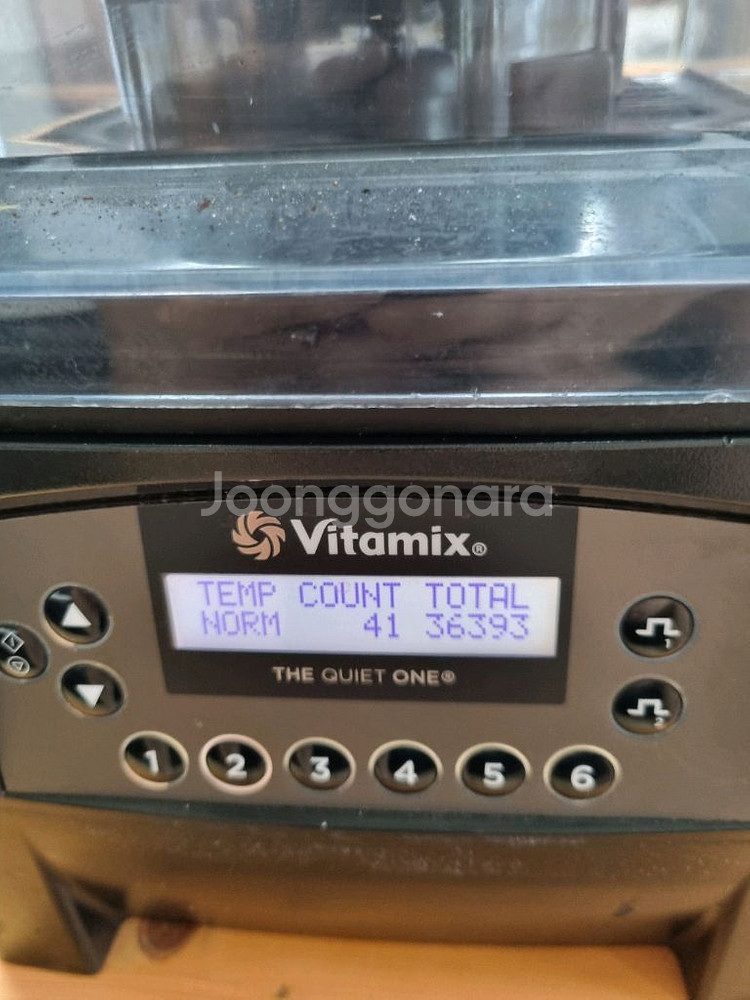 Joonggonara
Vitamix®
TEMP COUNT TOTAL
NORM 41 36393
THE QUIET ONE®
1
2
1 2 3 4 5 6